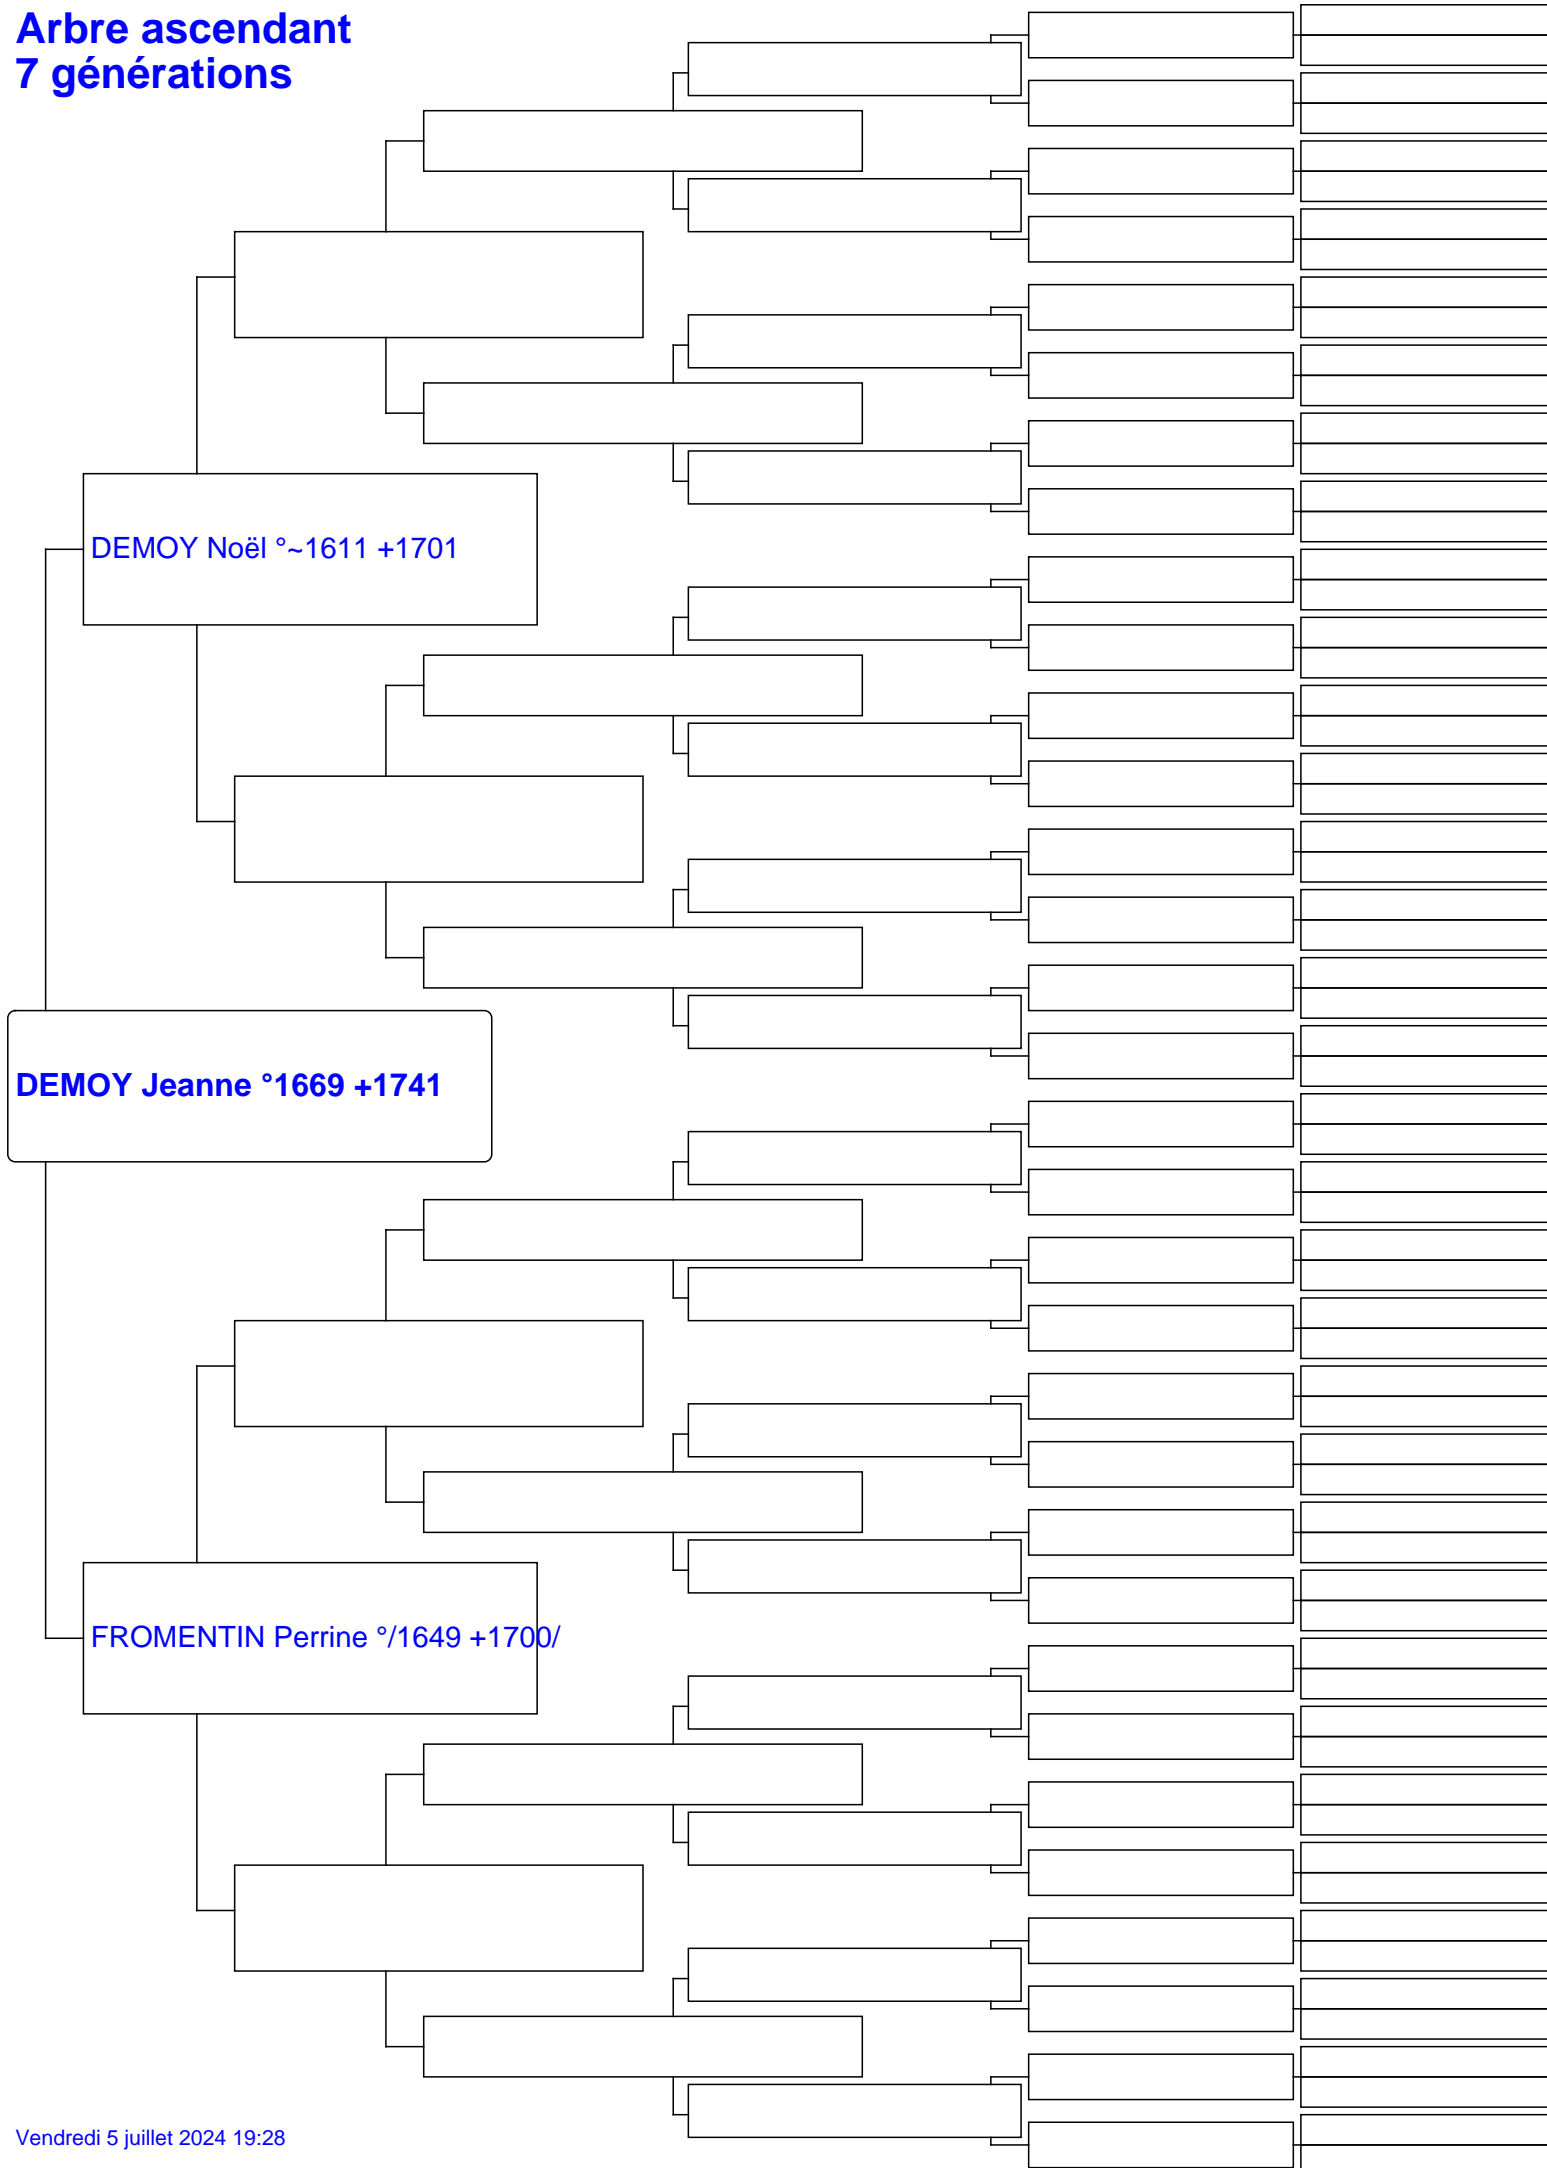 Arbre ascendant
7 générations
DEMOY Noël °~1611 +1701
DEMOY Jeanne °1669 +1741
FROMENTIN Perrine °/1649 +1700/
Vendredi 5 juillet 2024 19:28